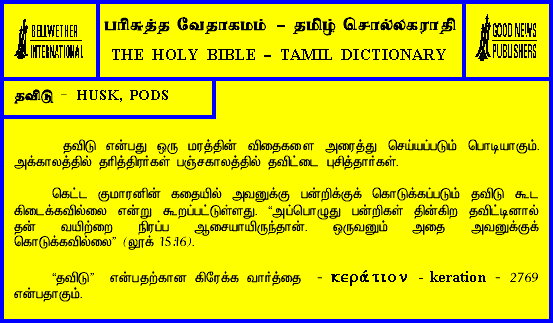 BELLWETHER
INTERNATIONAL
பரிசுத்த வேதாகமம் – தமிழ் சொல்லகராதி
THE HOLY BIBLE – TAMIL DICTIONARY
GOOD NEWS
PUBLISHERS
தவிடு – HUSK, PODS
தவிடு என்பது ஒரு மரத்தின் விதைகளை அரைத்து செய்யப்படும் பொடியாகும்.
அக்காலத்தில் தரித்திரர்கள் பஞ்சகாலத்தில் தவிட்டை புசித்தார்கள்.
கெட்ட குமாரனின் கதையில் அவனுக்கு பன்றிக்குக் கொடுக்கப்படும் தவிடு கூட
கிடைக்கவில்லை என்று கூறப்பட்டுள்ளது. “அப்பொழுது பன்றிகள் தின்கிற தவிட்டினால்
தன் வயிற்றை நிரப்ப ஆசையாயிருந்தான். ஒருவனும் அதை அவனுக்குக்
கொடுக்கவில்லை” (லூக் 15:16).
“தவிடு” என்பதற்கான கிரேக்க வார்த்தை - κεράτιον - keration - 2769
என்பதாகும்.